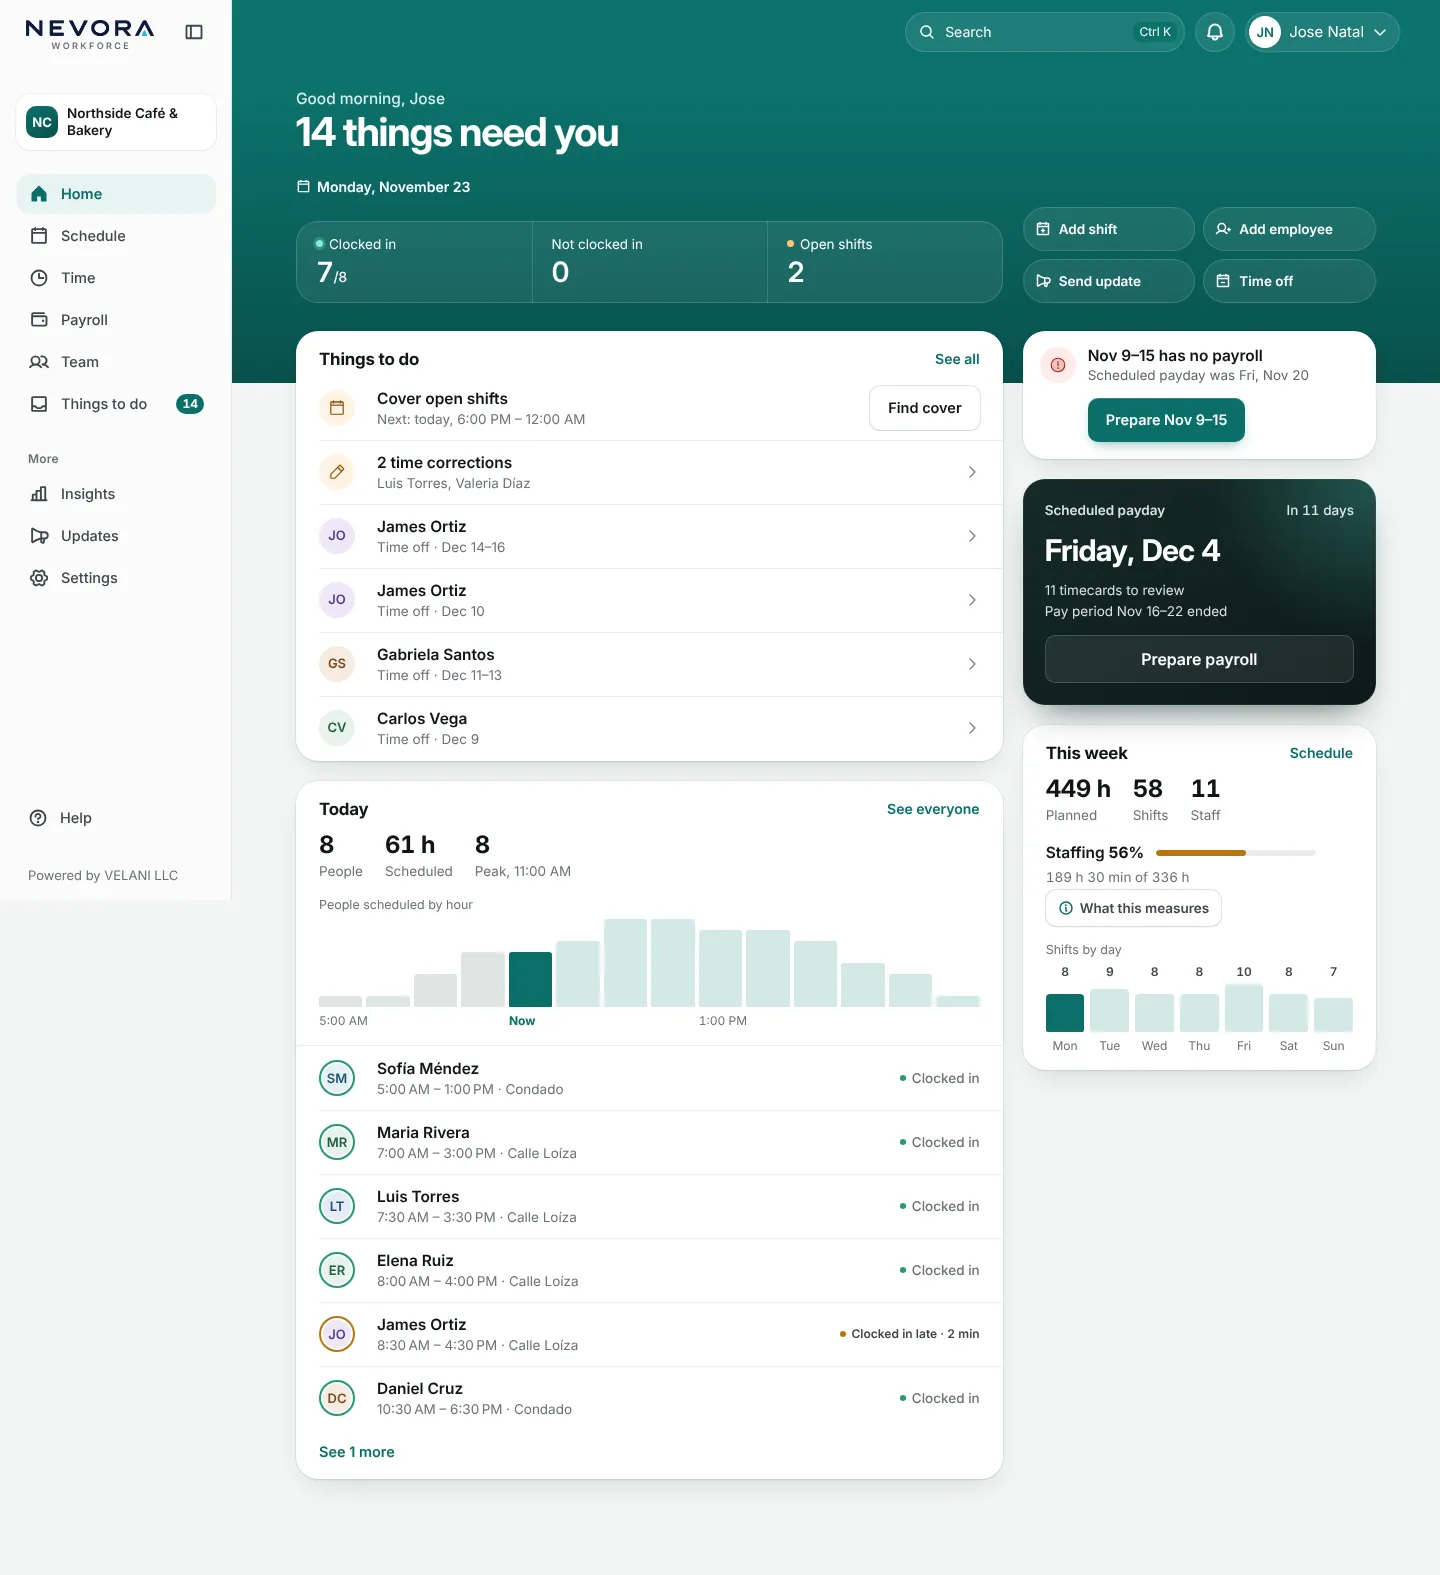 NEVORA
WORKFORCE
NC
Northside Café &
Bakery
Home
Schedule
Time
Payroll
Team
Things to do
14
More
Insights
Updates
Settings
Help
Powered by VELANI LLC
Search
Ctrl K
JN
Jose Natal
Good morning, Jose
14 things need you
Monday, November 23
Clocked in
7/8
Not clocked in
0
Open shifts
2
Add shift
Add employee
Send update
Time off
Things to do
See all
Cover open shifts
Next: today, 6:00 PM – 12:00 AM
Find cover
2 time corrections
Luis Torres, Valeria Díaz
JO
James Ortiz
Time off · Dec 14–16
JO
James Ortiz
Time off · Dec 10
GS
Gabriela Santos
Time off · Dec 11–13
CV
Carlos Vega
Time off · Dec 9
Nov 9–15 has no payroll
Scheduled payday was Fri, Nov 20
Prepare Nov 9–15
Scheduled payday
In 11 days
Friday, Dec 4
11 timecards to review
Pay period Nov 16–22 ended
Prepare payroll
This week
Schedule
449 h
58
11
Planned
Shifts
Staff
Staffing 56%
189 h 30 min of 336 h
What this measures
Shifts by day
8 9 8 8 10 8 7
Mon Tue Wed Thu Fri Sat Sun
Today
See everyone
8
61 h
8
People
Scheduled
Peak, 11:00 AM
People scheduled by hour
5:00 AM
Now
1:00 PM
SM
Sofía Méndez
5:00 AM – 1:00 PM · Condado
Clocked in
MR
Maria Rivera
7:00 AM – 3:00 PM · Calle Loíza
Clocked in
LT
Luis Torres
7:30 AM – 3:30 PM · Calle Loíza
Clocked in
ER
Elena Ruiz
8:00 AM – 4:00 PM · Calle Loíza
Clocked in
JO
James Ortiz
8:30 AM – 4:30 PM · Calle Loíza
Clocked in late · 2 min
DC
Daniel Cruz
10:30 AM – 6:30 PM · Condado
Clocked in
See 1 more